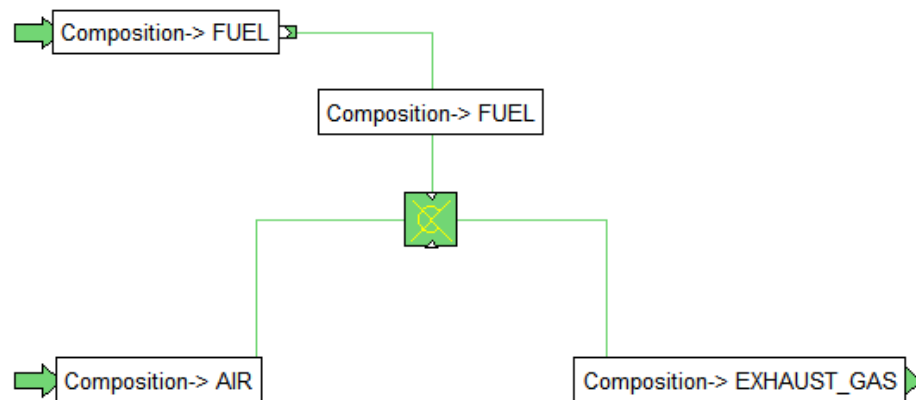 Composition-> FUEL
Composition-> FUEL
Composition-> AIR
Composition-> EXHAUST_GAS